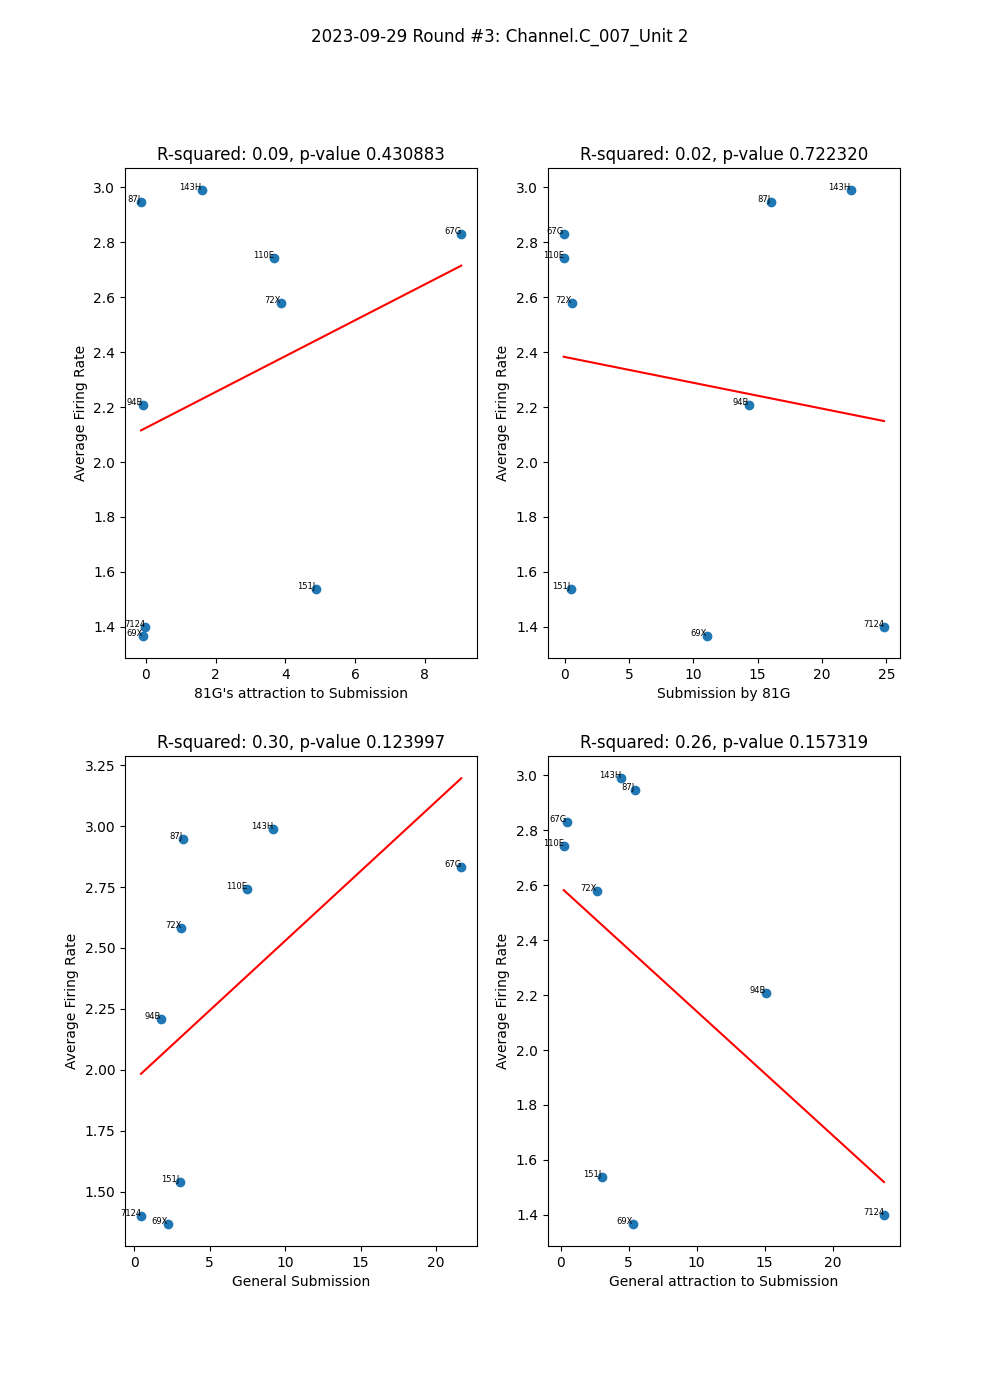 2023-09-29 Round #3: Channel.C_007_Unit 2
R-squared: 0.09, p-value 0.430883
3.0
2.8
2.6
2.4
2.2
2.0
1.8
1.6
1.4
Average Firing Rate
87J
143H
67G
110E
72X
94B
151J
7124
69X
0 2 4 6 8
81G's attraction to Submission
R-squared: 0.02, p-value 0.722320
3.0
2.8
2.6
2.4
2.2
2.0
1.8
1.6
1.4
Average Firing Rate
143H
87J
67G
110E
72X
94B
151J
7124
69X
0 5 10 15 20 25
Submission by 81G
R-squared: 0.30, p-value 0.123997
3.25
3.00
2.75
2.50
2.25
2.00
1.75
1.50
Average Firing Rate
143H
87J
67G
110E
72X
94B
151J
7124
69X
0 5 10 15 20
General Submission
R-squared: 0.26, p-value 0.157319
3.0
2.8
2.6
2.4
2.2
2.0
1.8
1.6
1.4
Average Firing Rate
143H
87J
67G
110E
72X
94B
151J
7124
69X
0 5 10 15 20
General attraction to Submission